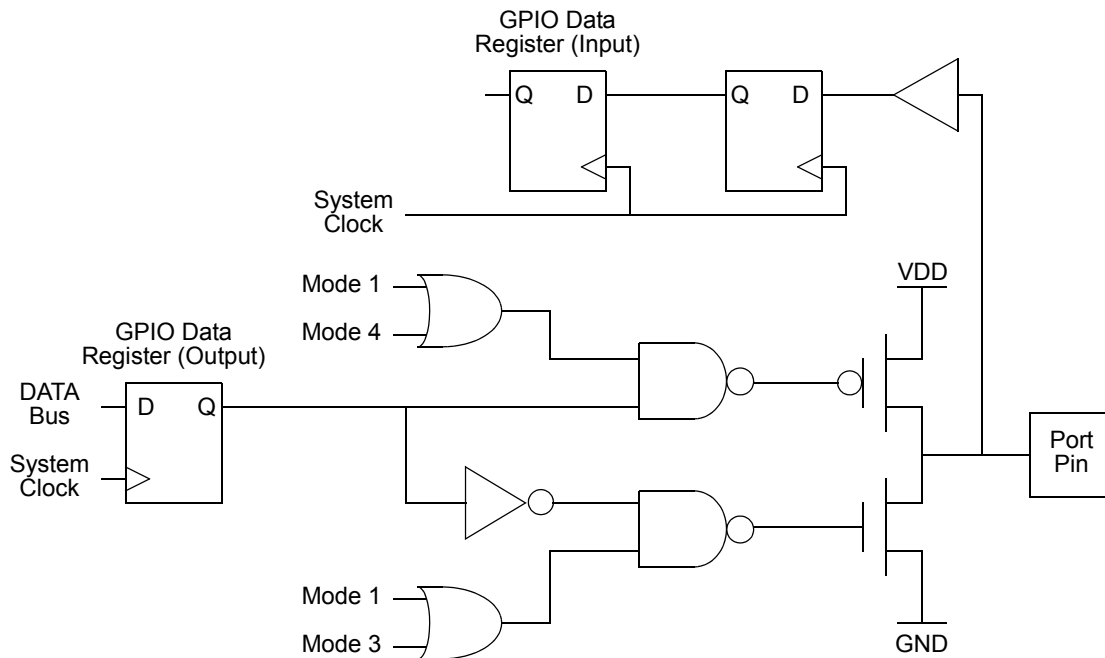 GPIO Data
Register (Input)
Q D
Q D
System
Clock
Mode 1
Mode 4
VDD
GPIO Data
Register (Output)
DATA
Bus
D Q
System
Clock
Port
Pin
Mode 1
Mode 3
GND